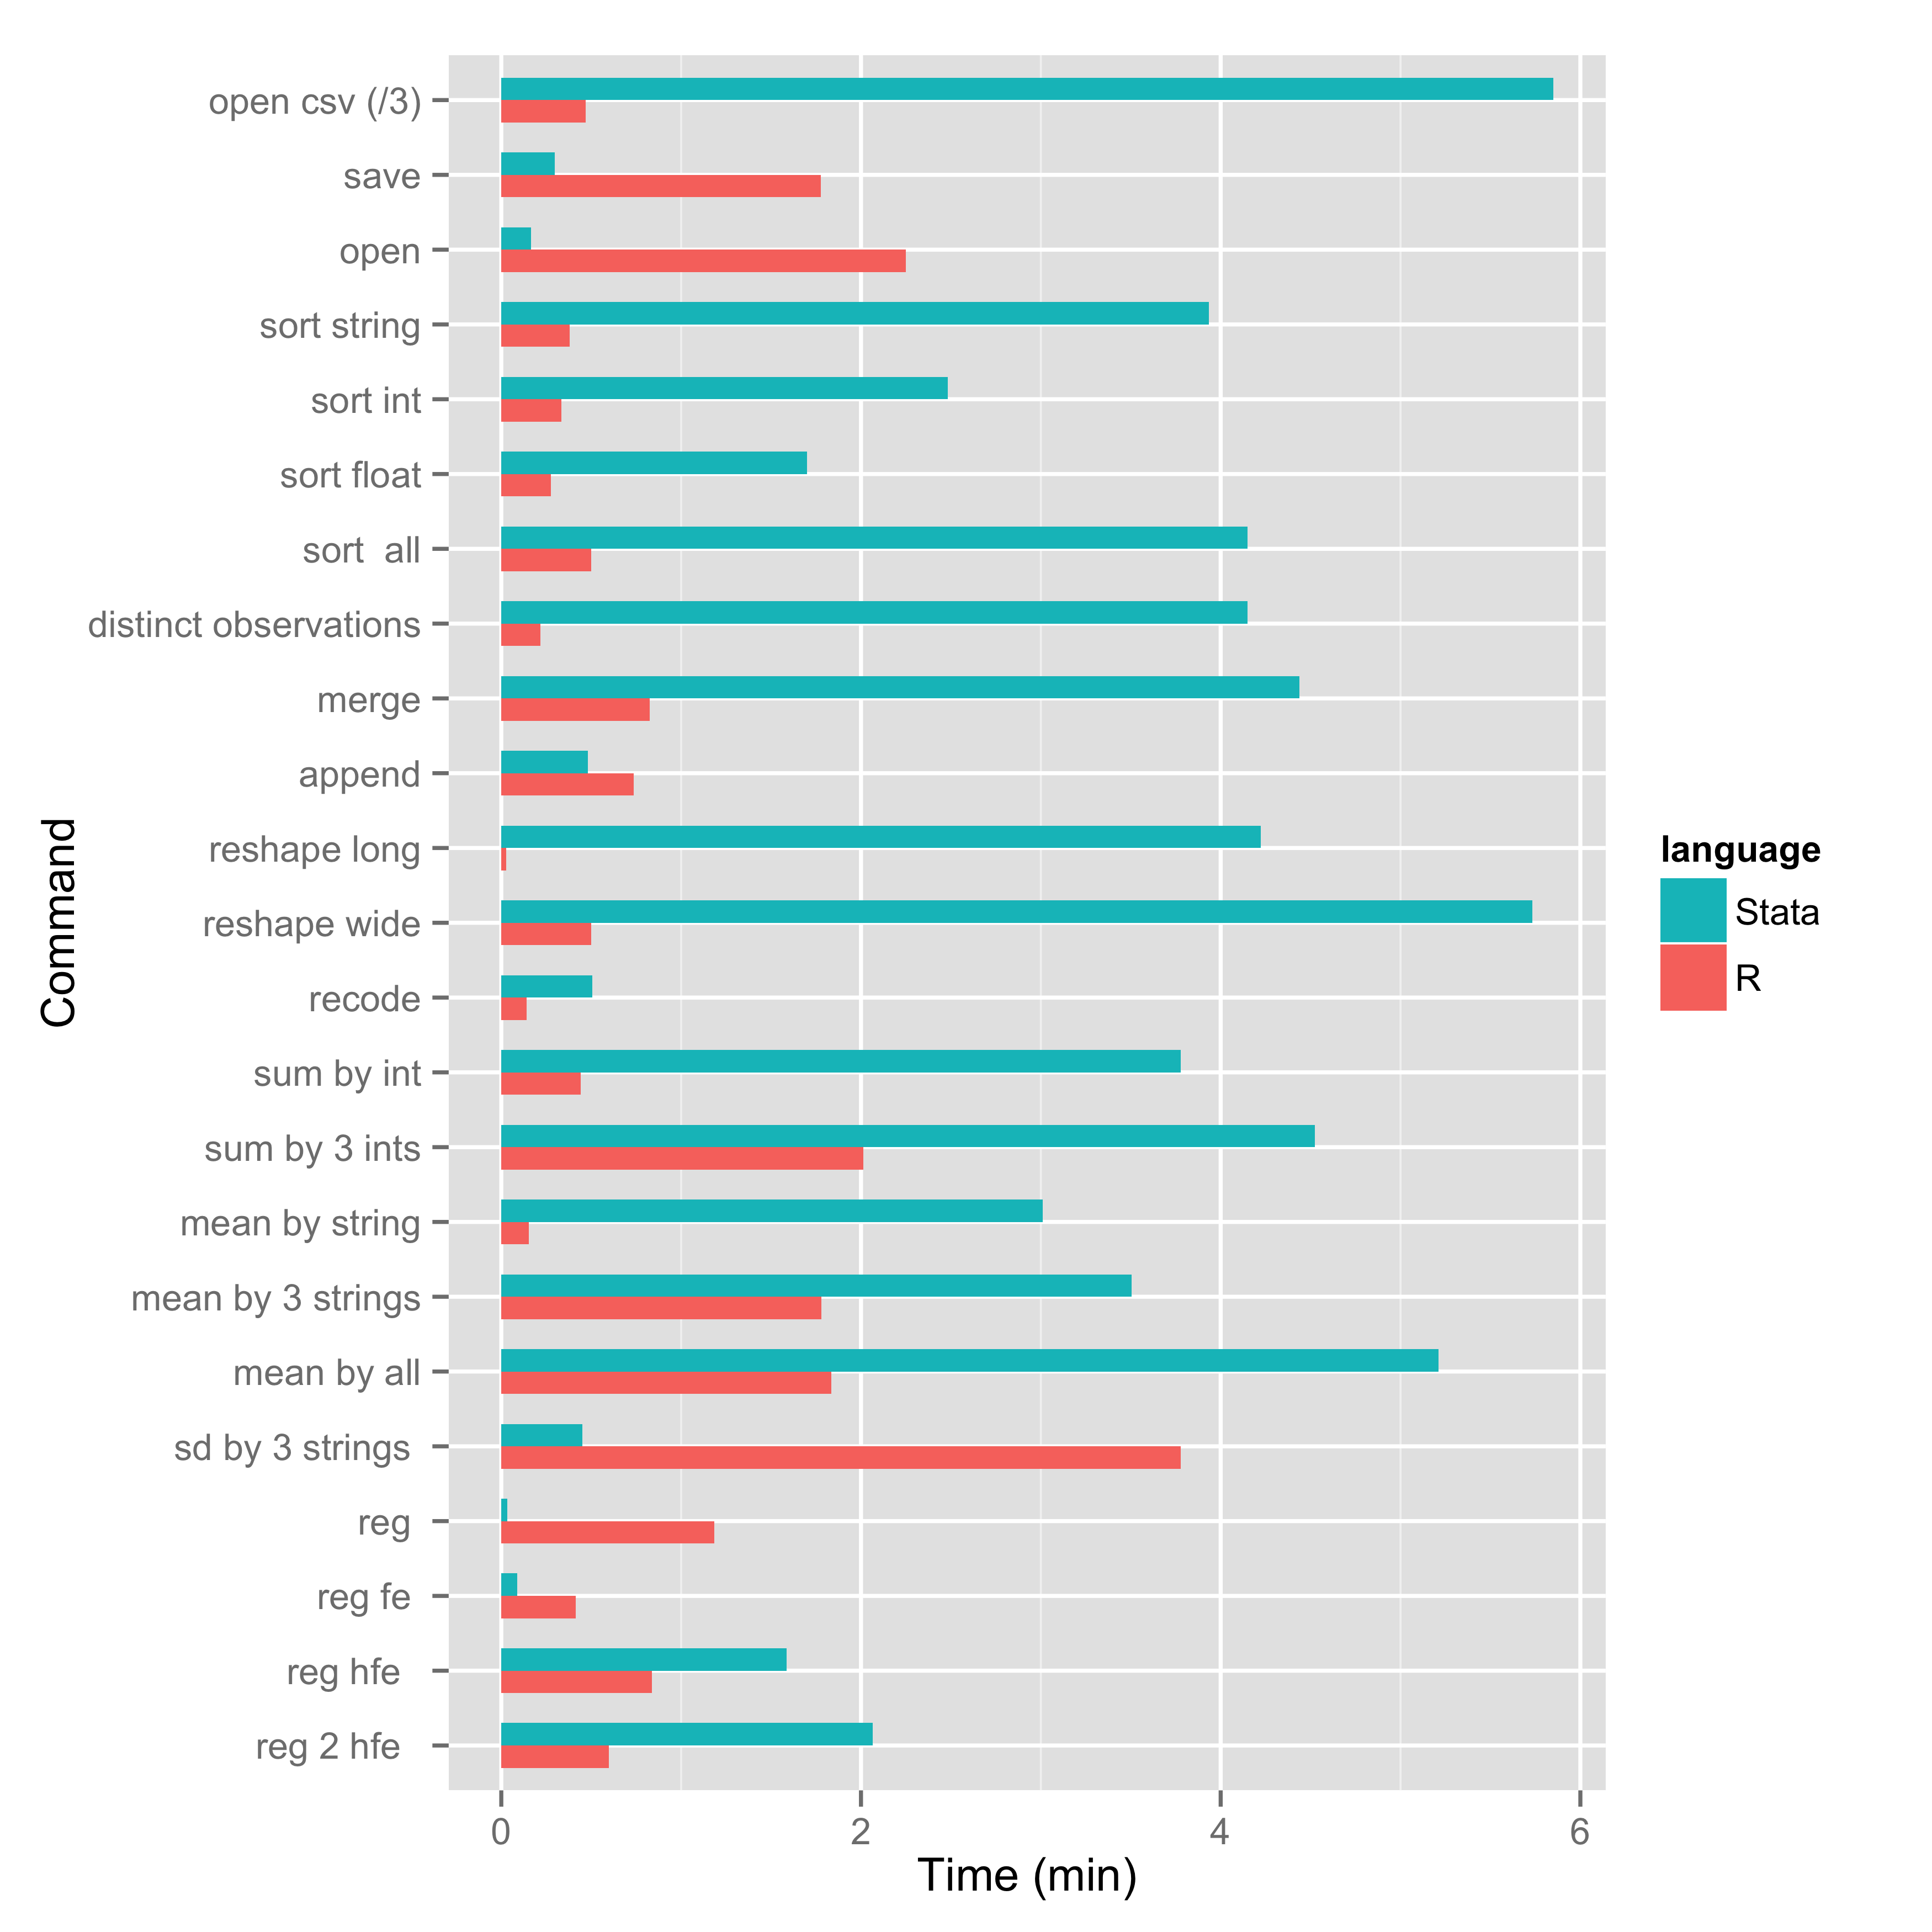 open csv (/3)
save
open
sort string
sort int
sort float
sort  all
distinct observations
merge
append
reshape long
reshape wide
recode
sum by int
sum by 3 ints
mean by string
mean by 3 strings
mean by all
sd by 3 strings
reg
reg fe
reg hfe
reg 2 hfe
Command
0 2 4 6
Time (min)
language
Stata
R